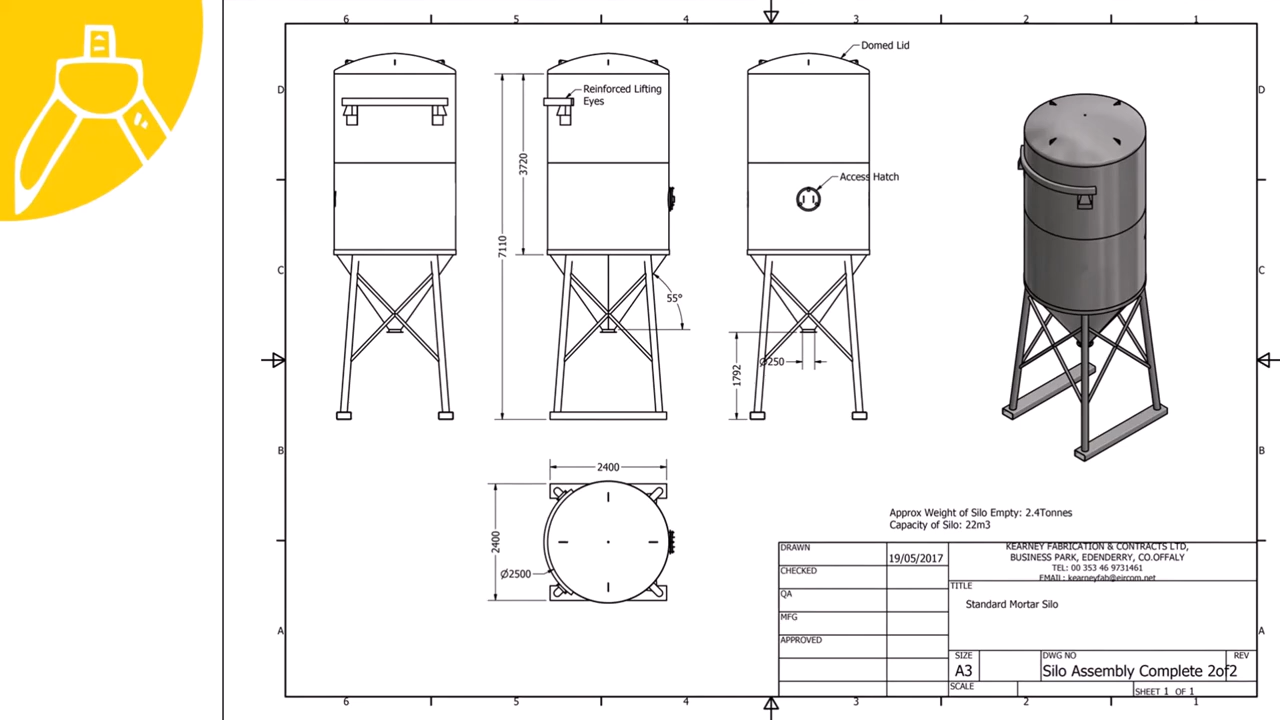 6 5 4 3 2 1
D
C
B
A
D
C
B
A
Domed Lid
Reinforced Lifting
Eyes
3720
7110
55°
Access Hatch
Ø250
1792
2400
2400
Ø2500
Approx Weight of Silo Empty: 2.4Tonnes
Capacity of Silo: 22m3
DRAWN
19/05/2017
CHECKED
QA
MFG
APPROVED
KEARNEY FABRICATION & CONTRACTS LTD,
BUSINESS PARK, EDENDERRY, CO.OFFALY
TEL: 00 353 46 9731461
EMAIL: kearneyfab@eircom.net
TITLE
Standard Mortar Silo
SIZE
A3
DWG NO
Silo Assembly Complete 2of2
REV
SCALE
SHEET 1 OF 1
6 5 4 3 2 1